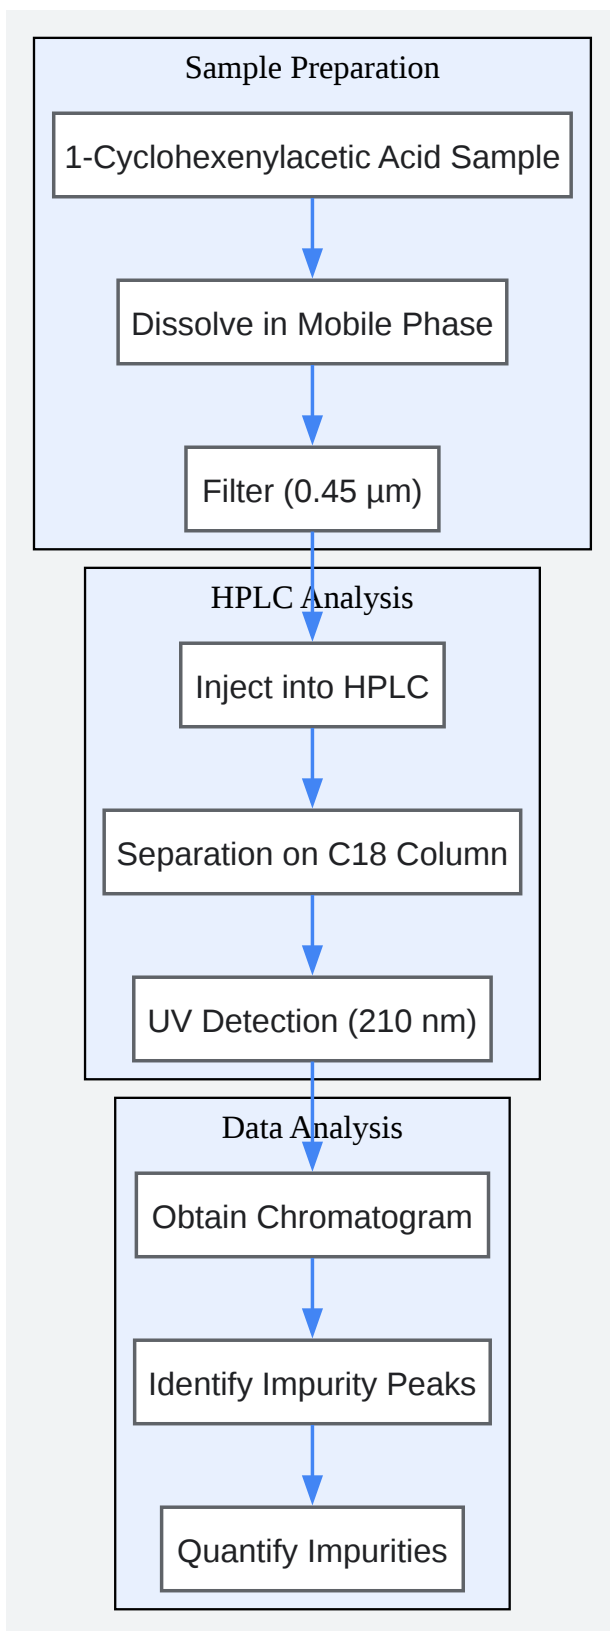 Sample Preparation
1-Cyclohexenylacetic Acid Sample
Dissolve in Mobile Phase
Filter (0.45 µm)
HPLC Analysis
Inject into HPLC
Separation on C18 Column
UV Detection (210 nm)
Data Analysis
Obtain Chromatogram
Identify Impurity Peaks
Quantify Impurities